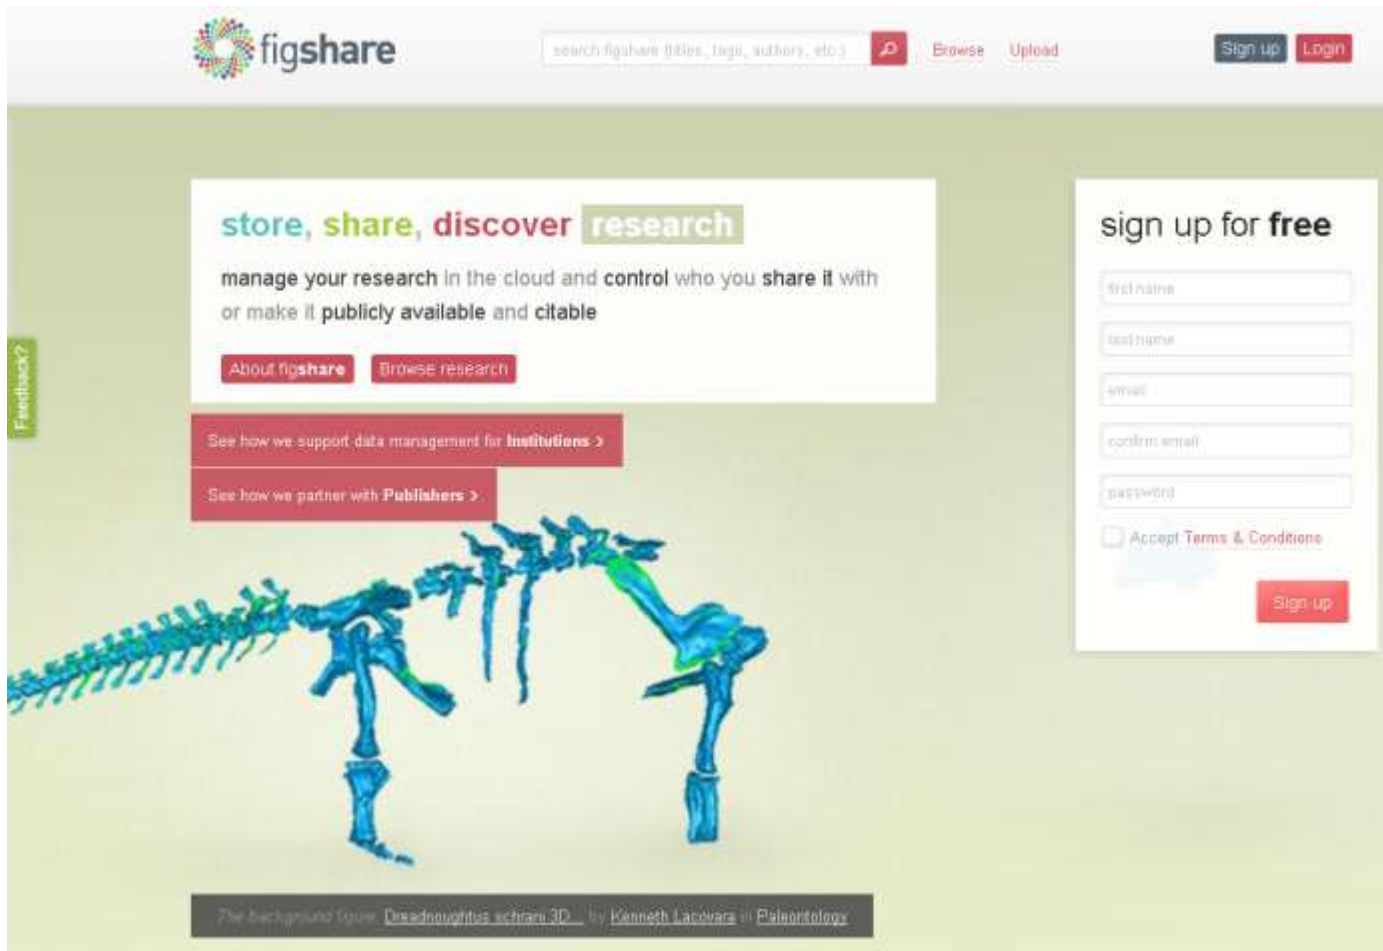 figshare
search figshare (titles, tags, authors, etc.)
Browse
Upload
Sign up
Login
store, share, discover research
manage your research in the cloud and control who you share it with
or make it publicly available and citable
About figshare
Browse research
See how we support data management for Institutions >
See how we partner with Publishers >
Feedback?
sign up for free
first name
last name
email
confirm email
password
Accept Terms & Conditions
Sign up
The background figure: Dreadnoughtus schrani 3D... by Kenneth Lacovara in Paleontology